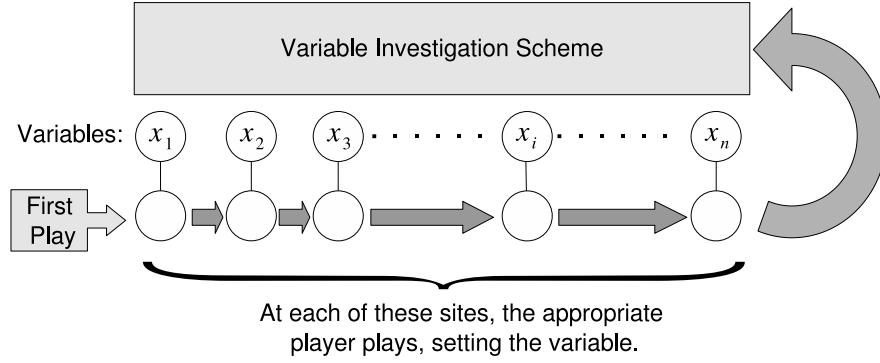 Variable Investigation Scheme
Variables: x1 x2 x3 . . . . . . . xi . . . . . . . xn
First
Play
At each of these sites, the appropriate
player plays, setting the variable.